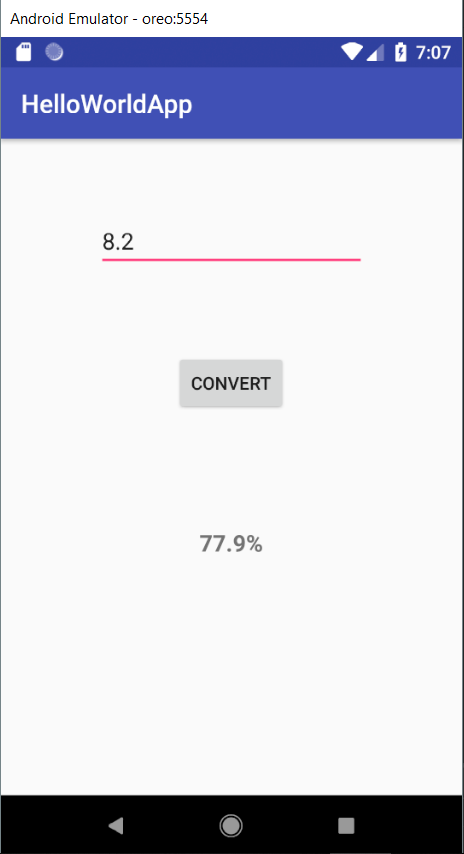 Android Emulator - oreo:5554
7:07
HelloWorldApp
8.2
CONVERT
77.9%